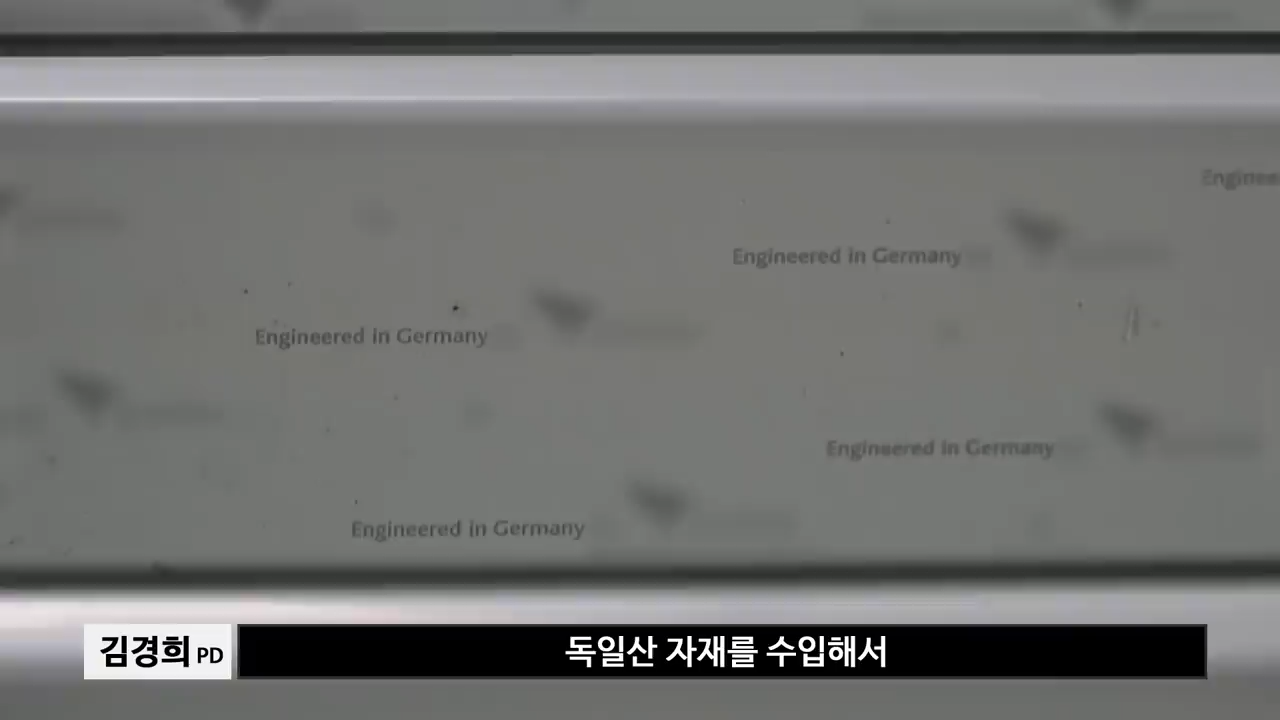 Enginee
Engineered in Germany
Engineered in Germany
Engineered in Germany
Engineered in Germany
김경희 PD
독일산 자재를 수입해서